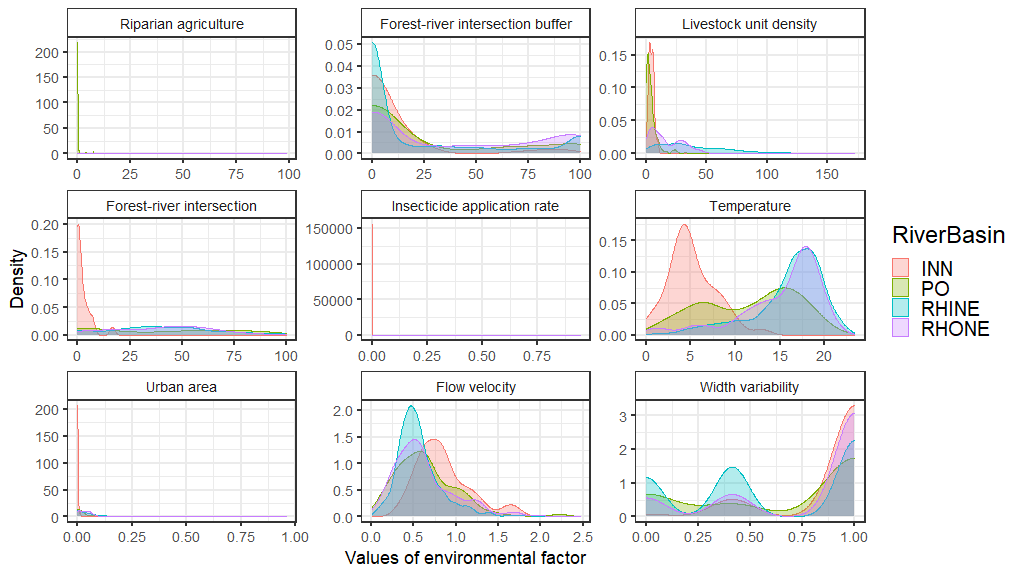 Riparian agriculture
Forest-river intersection buffer
Livestock unit density
200
150
100
50
0
0 25 50 75 100
0.05
0.04
0.03
0.02
0.01
0.00
0 25 50 75 100
0.15
0.10
0.05
0.00
0 50 100 150
Forest-river intersection
Insecticide application rate
Temperature
0.20
0.15
0.10
0.05
0.00
0 25 50 75 100
150000
100000
50000
0
0.00 0.25 0.50 0.75
0.15
0.10
0.05
0.00
0 5 10 15 20
Urban area
Flow velocity
Width variability
200
150
100
50
0
0.00 0.25 0.50 0.75 1.00
2.0
1.5
1.0
0.5
0.0
0.0 0.5 1.0 1.5 2.0 2.5
3
2
1
0
0.00 0.25 0.50 0.75 1.00
Density
Values of environmental factor
RiverBasin
INN
PO
RHINE
RHONE